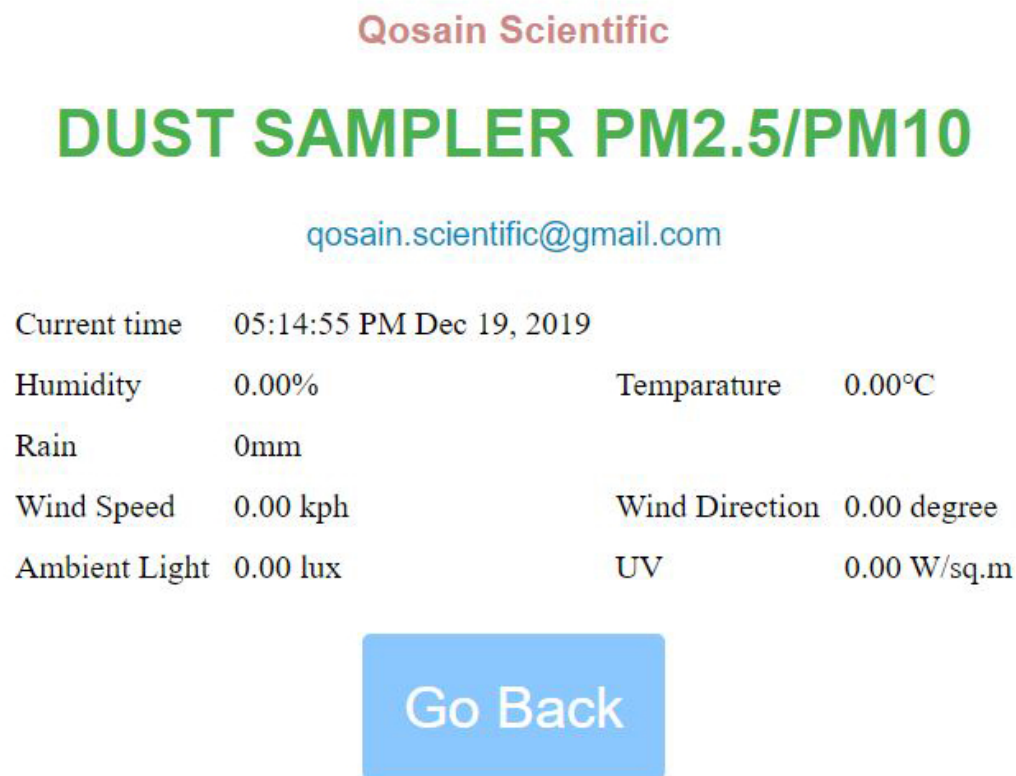 Qosain Scientific
DUST SAMPLER PM2.5/PM10
qosain.scientific@gmail.com
Current time 05:14:55 PM Dec 19, 2019
Humidity 0.00% Temparature 0.00°C
Rain 0mm
Wind Speed 0.00 kph Wind Direction 0.00 degree
Ambient Light 0.00 lux UV 0.00 W/sq.m
Go Back